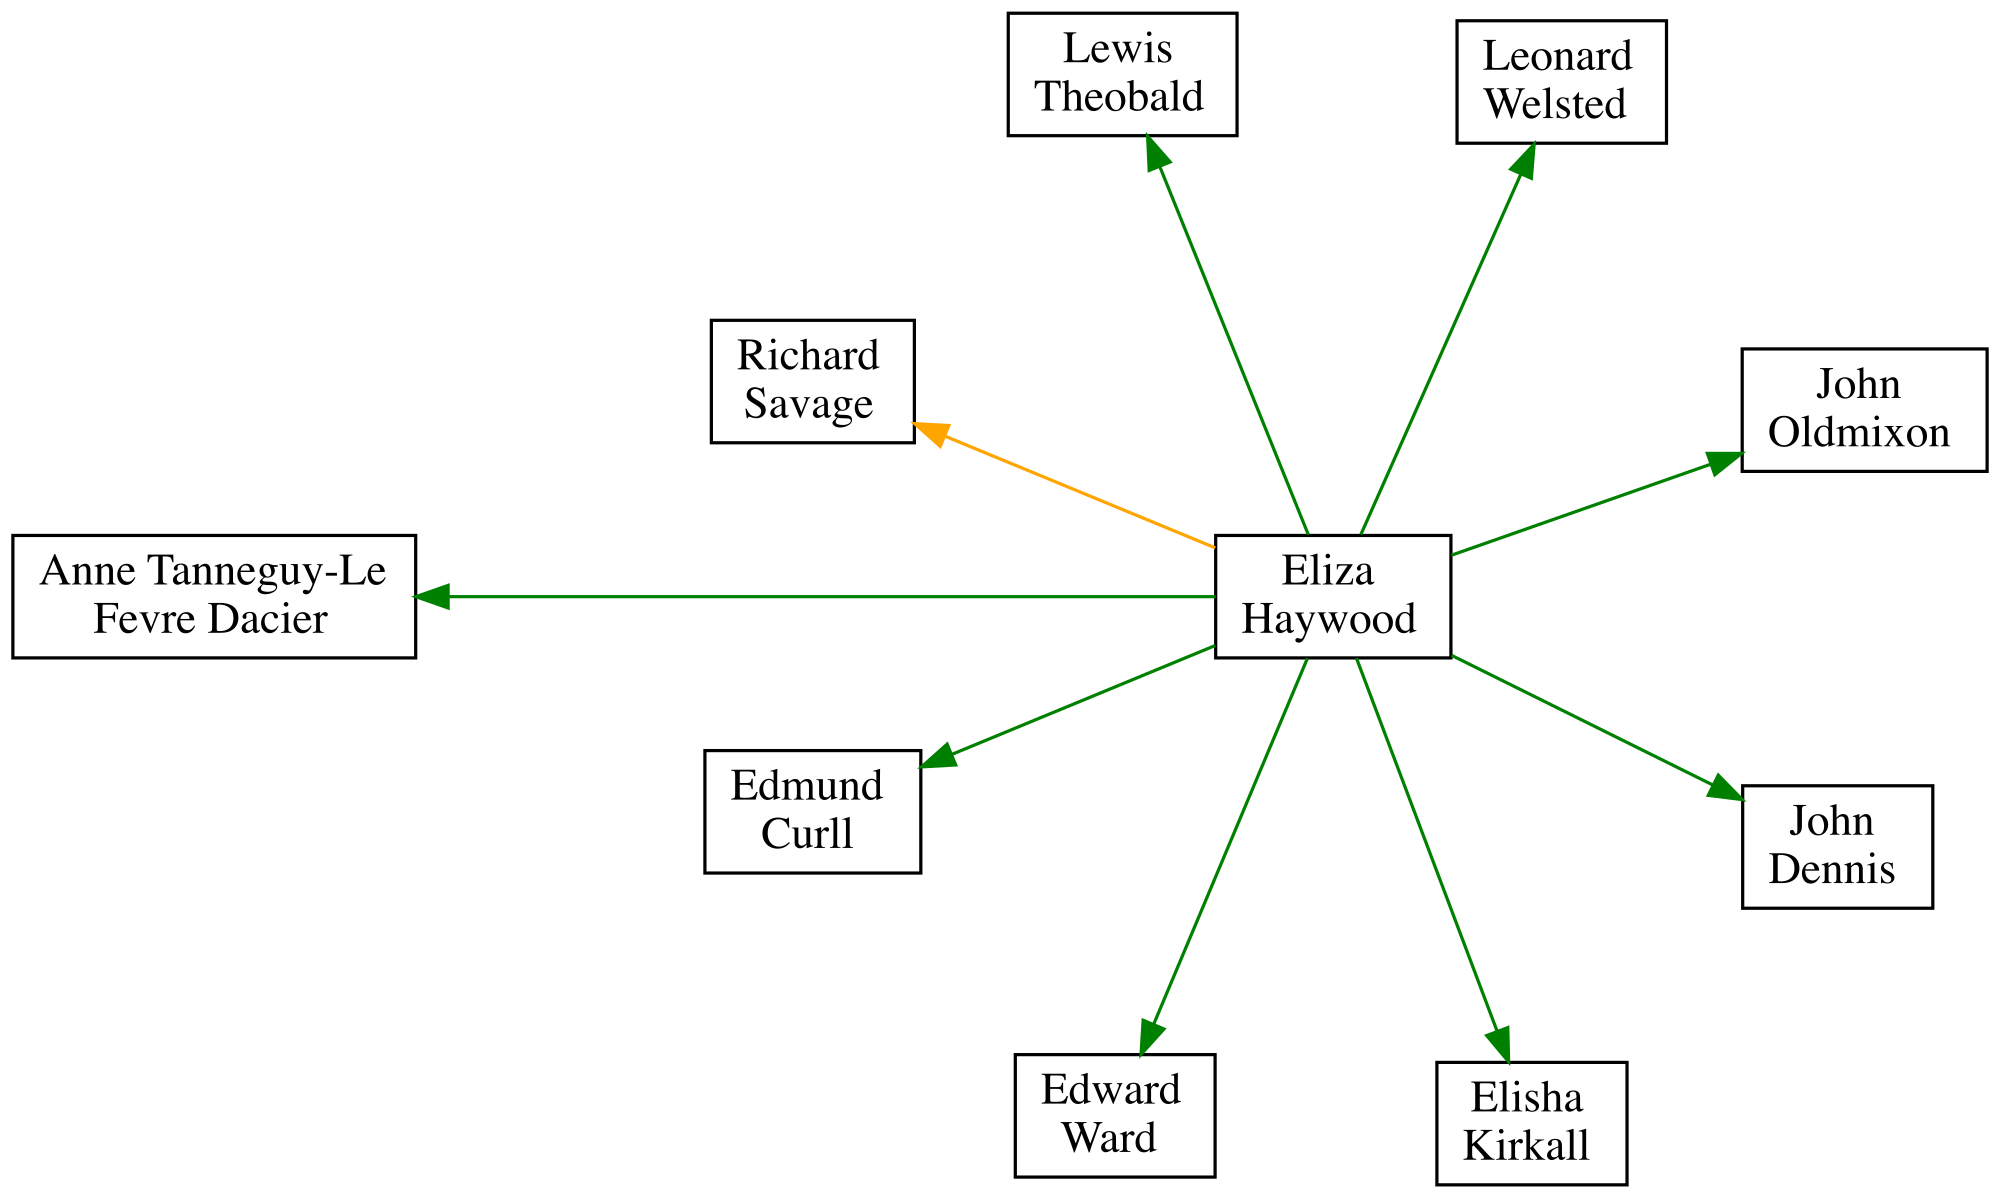 Lewis
Theobald
Leonard
Welsted
Richard
Savage
John
Oldmixon
Anne Tanneguy-Le
Fevre Dacier
Eliza
Haywood
Edmund
Curll
John
Dennis
Edward
Ward
Elisha
Kirkall